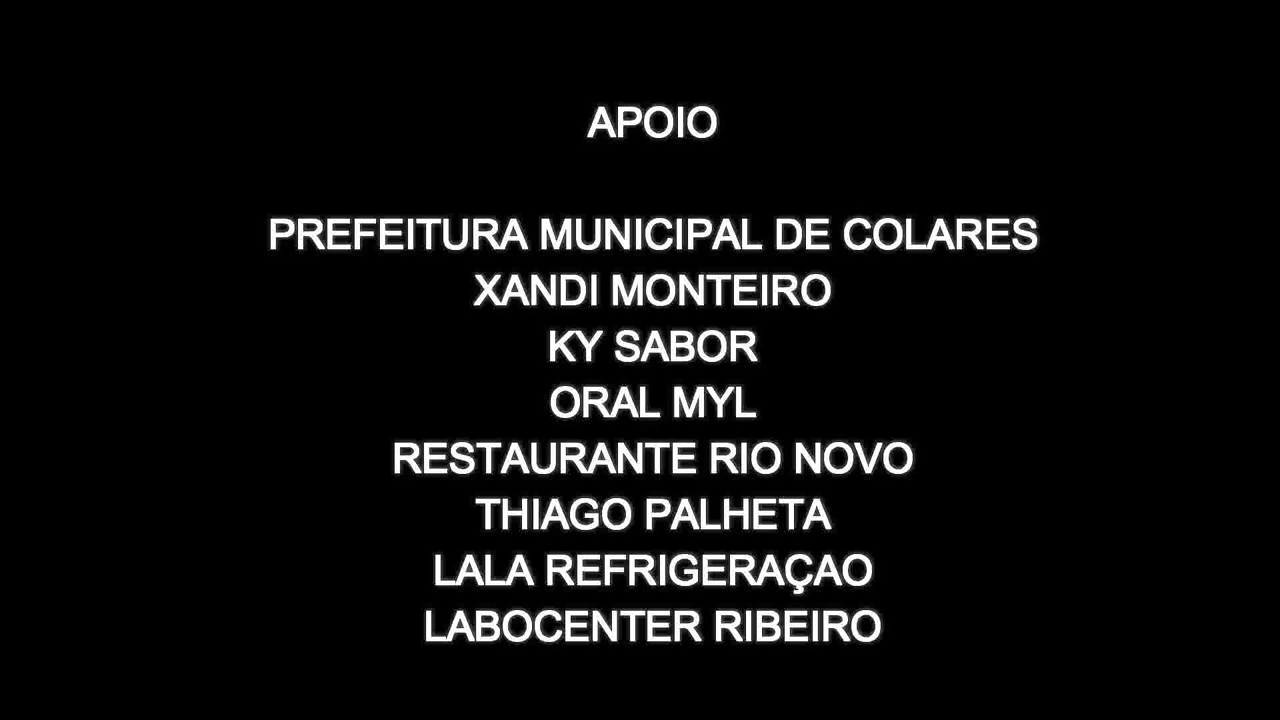 APOIO
PREFEITURA MUNICIPAL DE COLARES
XANDI MONTEIRO
KY SABOR
ORAL MYL
RESTAURANTE RIO NOVO
THIAGO PALHETA
LALA REFRIGERAÇAO
LABOCENTER RIBEIRO